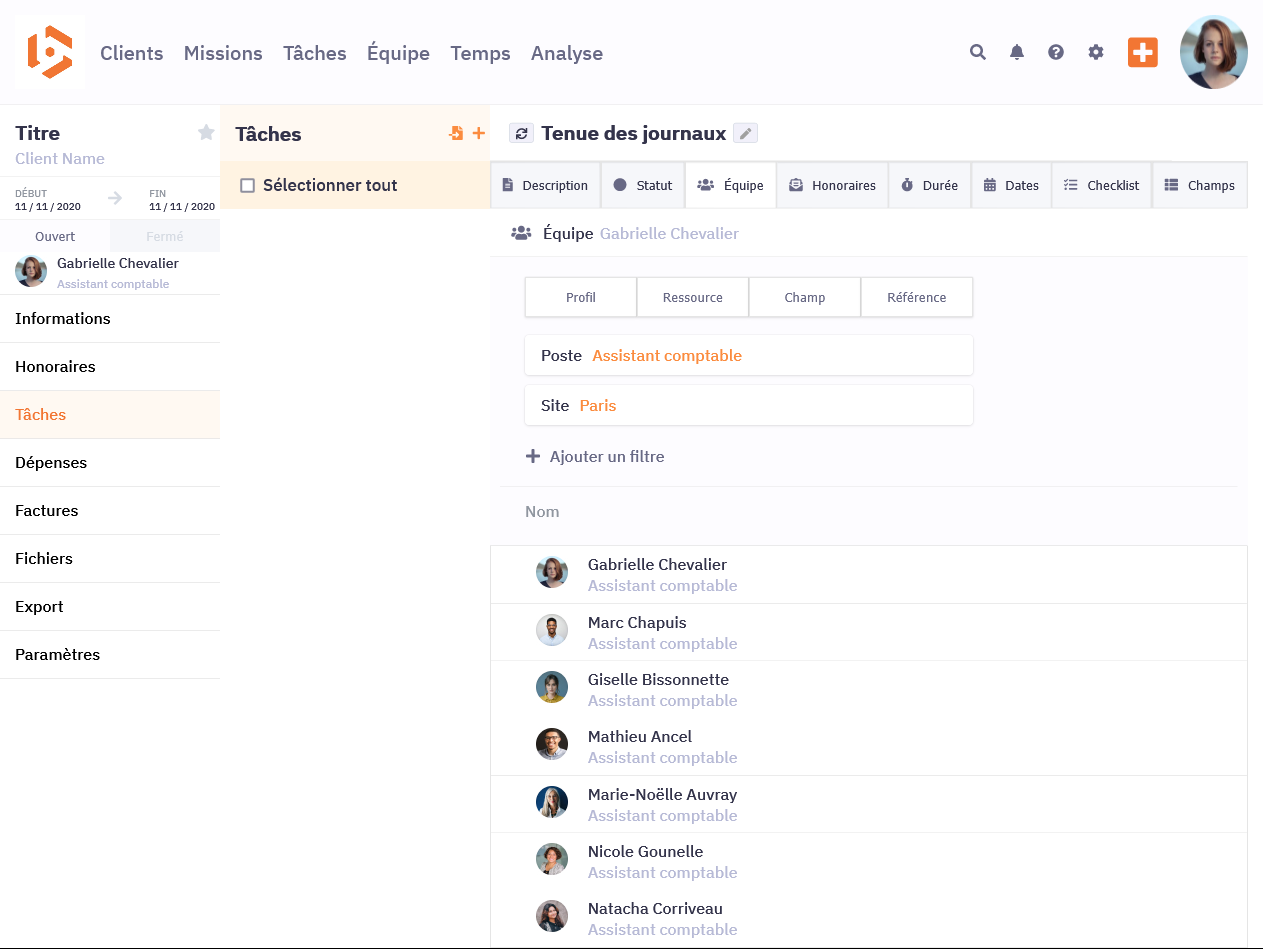 Clients Missions Tâches Équipe Temps Analyse
Titre
Client Name
DÉBUT
11 / 11 / 2020
FIN
11 / 11 / 2020
Ouvert Fermé
Gabrielle Chevalier
Assistant comptable
Informations
Honoraires
Tâches
Dépenses
Factures
Fichiers
Export
Paramètres
Tâches
Sélectionner tout
Tenue des journaux
Description Statut Équipe Honoraires Durée Dates Checklist Champs
Équipe Gabrielle Chevalier
Profil Ressource Champ Référence
Poste Assistant comptable
Site Paris
Ajouter un filtre
Nom
Gabrielle Chevalier
Assistant comptable
Marc Chapuis
Assistant comptable
Giselle Bissonnette
Assistant comptable
Mathieu Ancel
Assistant comptable
Marie-Noëlle Auvray
Assistant comptable
Nicole Gounelle
Assistant comptable
Natacha Corriveau
Assistant comptable